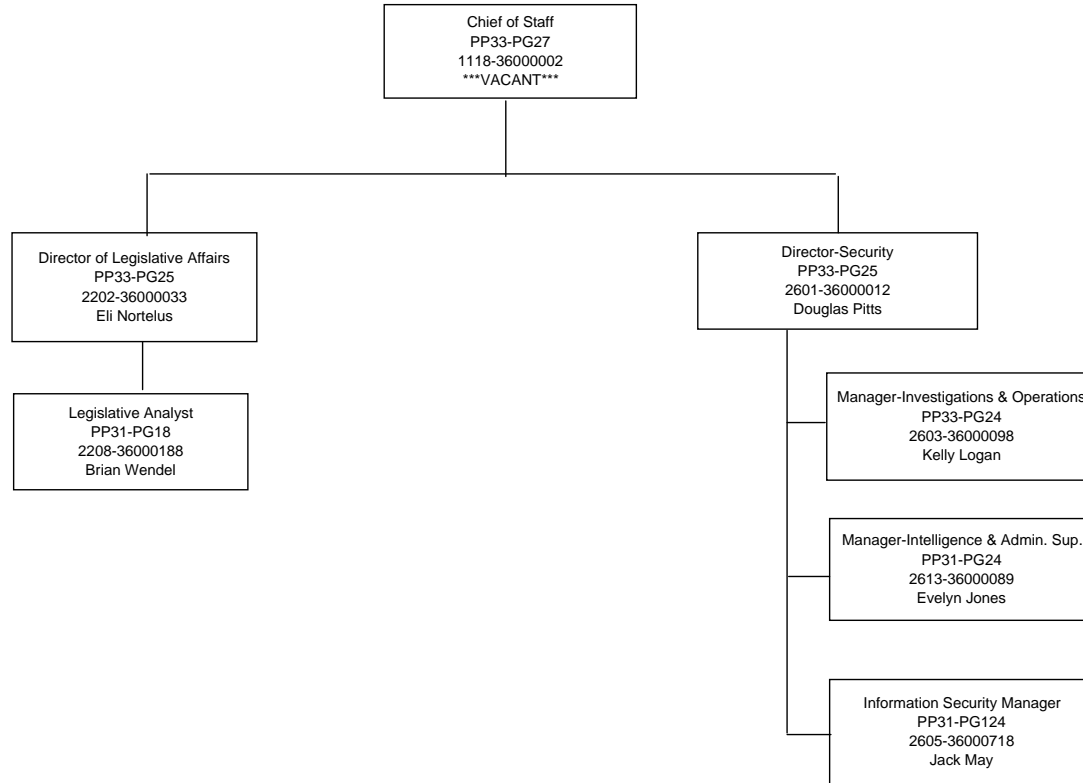 Chief of Staff
PP33-PG27
1118-36000002
***VACANT***
Director of Legislative Affairs
PP33-PG25
2202-36000033
Eli Nortelus
Legislative Analyst
PP31-PG18
2208-36000188
Brian Wendel
Director-Security
PP33-PG25
2601-36000012
Douglas Pitts
Manager-Investigations & Operations
PP33-PG24
2603-36000098
Kelly Logan
Manager-Intelligence & Admin. Sup.
PP31-PG24
2613-36000089
Evelyn Jones
Information Security Manager
PP31-PG124
2605-36000718
Jack May